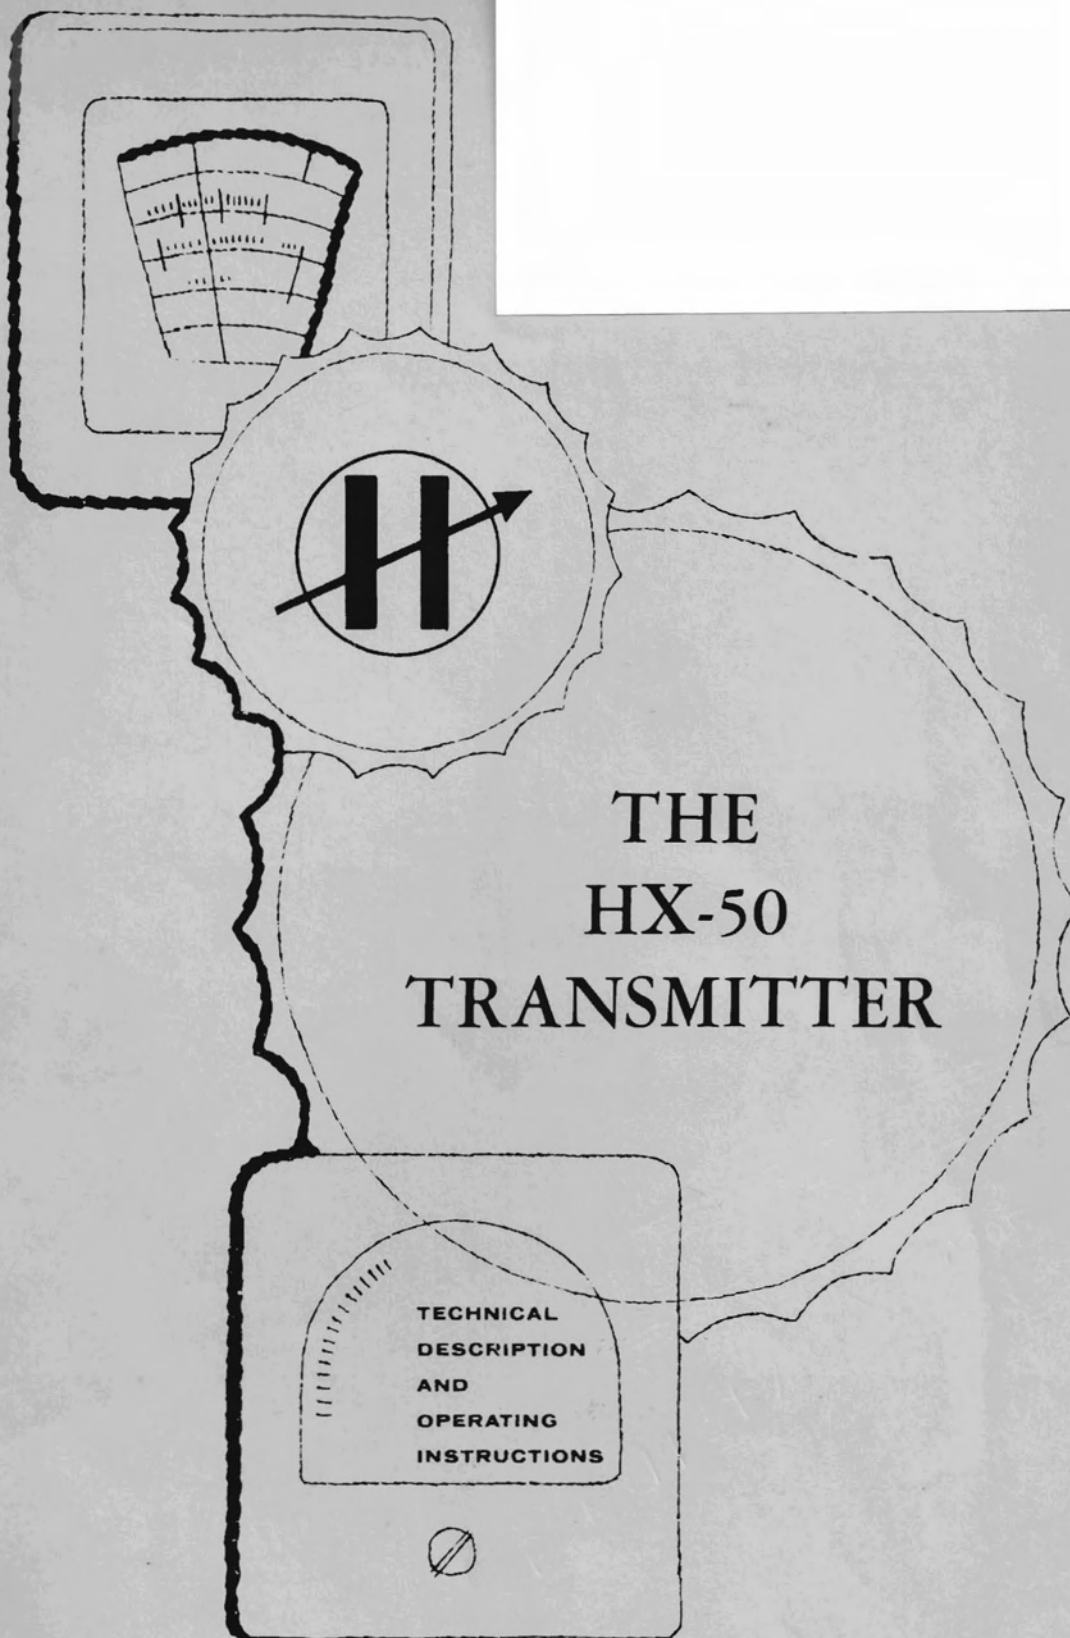 H
THE
HX-50
TRANSMITTER
TECHNICAL
DESCRIPTION
AND
OPERATING
INSTRUCTIONS